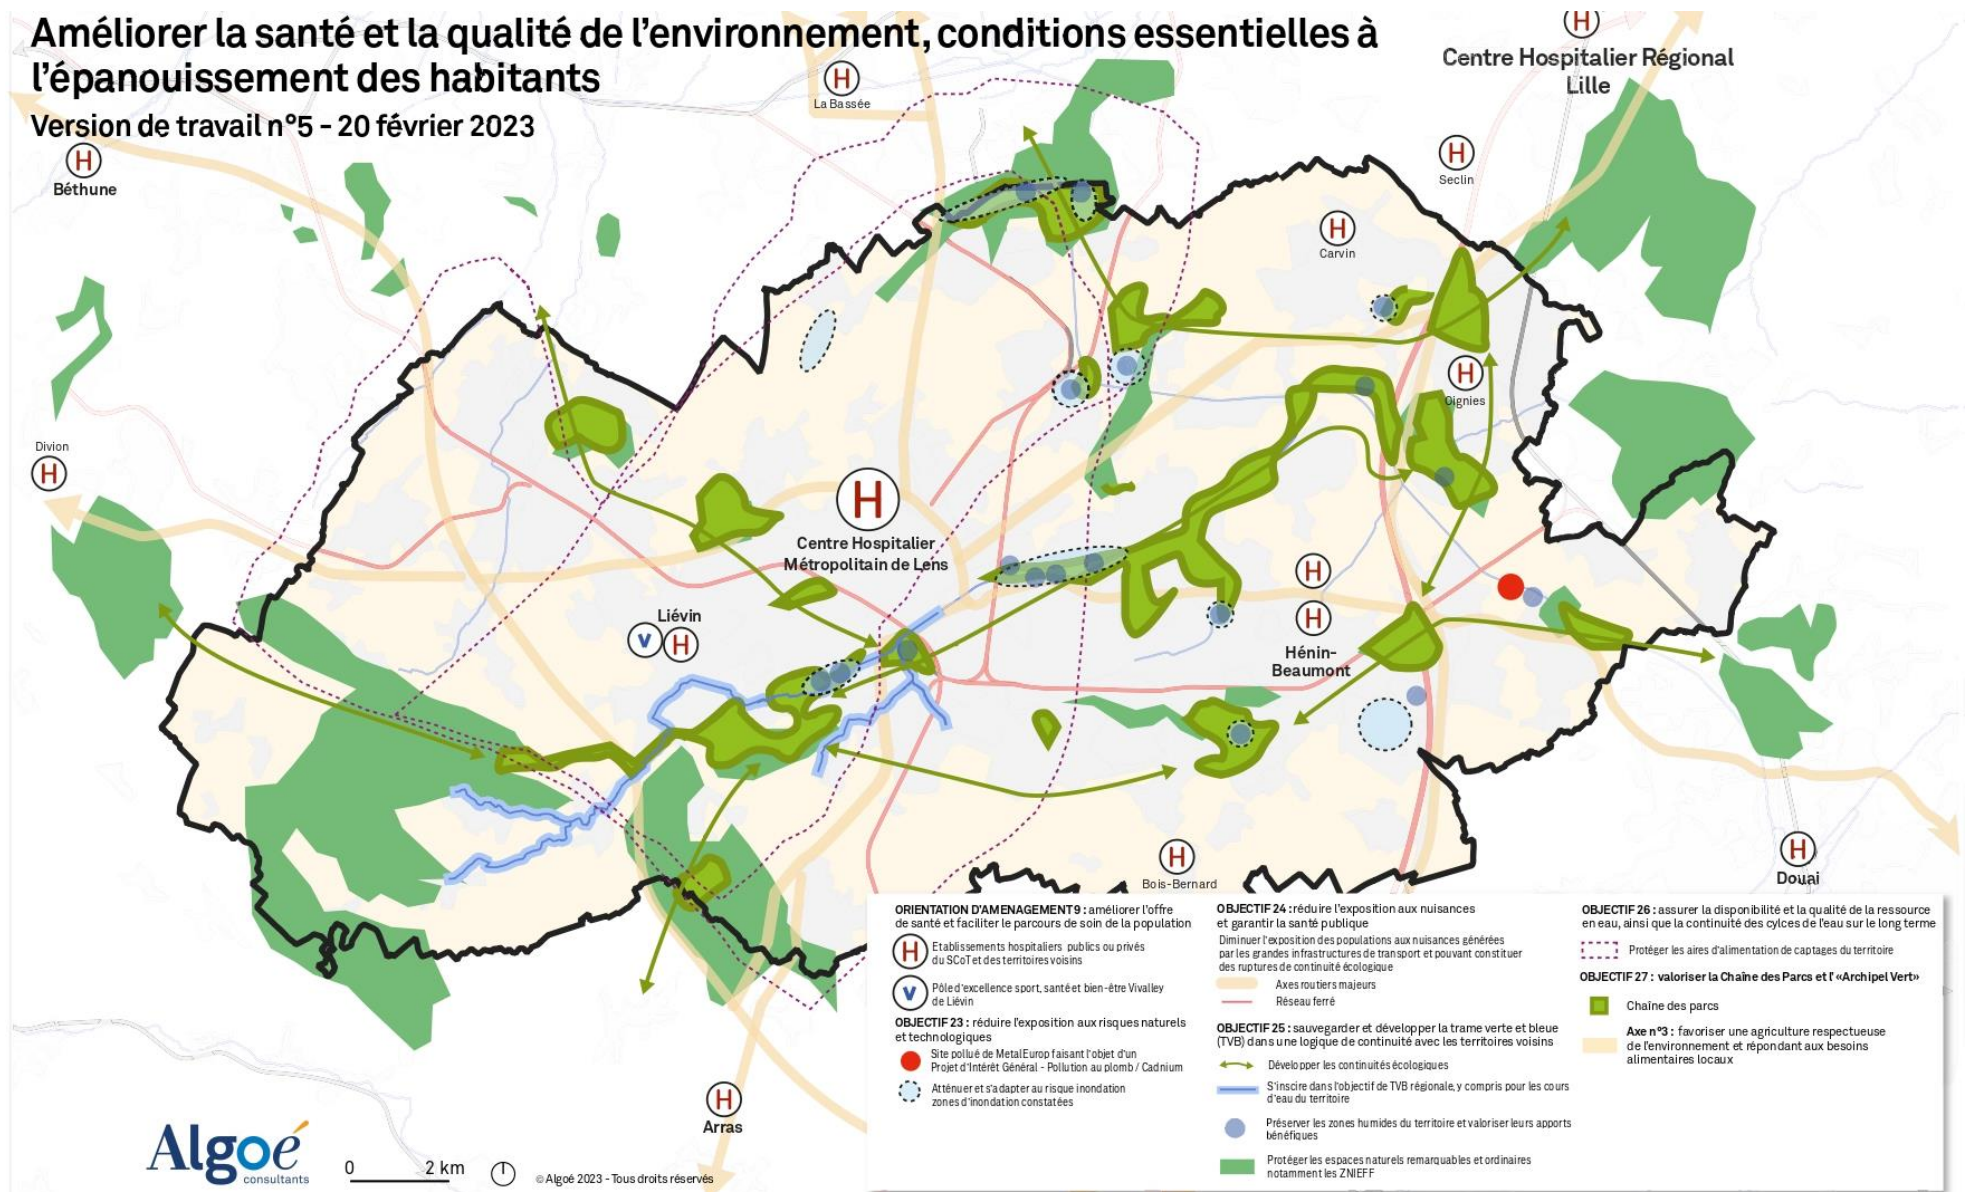 Améliorer la santé et la qualité de l'environnement, conditions essentielles à
l'épanouissement des habitants
Version de travail n°5 - 20 février 2023
H
Centre Hospitalier Régional
Lille
H
La Bassée
H
Béthune
H
Seclin
H
Carvin
H
Oignies
Divion
H
H
Centre Hospitalier
Métropolitain de Lens
Liévin
V
H
H
H
Hénin-
Beaumont
H
Bois-Bernard
H
Douai
H
Arras
ORIENTATION D'AMENAGEMENT 9 : améliorer l'offre
de santé et faciliter le parcours de soin de la population
H
Etablissements hospitaliers publics ou privés
du SCoT et des territoires voisins
V
Pôle d'excellence sport, santé et bien-être Vivalley
de Liévin
OBJECTIF 23 : réduire l'exposition aux risques naturels
et technologiques
Site pollué de MetalEurop faisant l'objet d'un
Projet d'Intérêt Général - Pollution au plomb / Cadnium
Atténuer et s'adapter au risque inondation
zones d'inondation constatées
OBJECTIF 24 : réduire l'exposition aux nuisances
et garantir la santé publique
Diminuer l'exposition des populations aux nuisances générées
par les grandes infrastructures de transport et pouvant constituer
des ruptures de continuité écologique
Axes routiers majeurs
Réseau ferré
OBJECTIF 25 : sauvegarder et développer la trame verte et bleue
(TVB) dans une logique de continuité avec les territoires voisins
Développer les continuités écologiques
S'inscire dans l'objectif de TVB régionale, y compris pour les cours
d'eau du territoire
Préserver les zones humides du territoire et valoriser leurs apports
bénéfiques
Protéger les espaces naturels remarquables et ordinaires
notamment les ZNIEFF
OBJECTIF 26 : assurer la disponibilité et la qualité de la ressource
en eau, ainsi que la continuité des cylces de l'eau sur le long terme
Protéger les aires d'alimentation de captages du territoire
OBJECTIF 27 : valoriser la Chaîne des Parcs et l' «Archipel Vert»
Chaîne des parcs
Axe n°3 : favoriser une agriculture respectueuse
de l'environnement et répondant aux besoins
alimentaires locaux
Algoé
consultants
0 2 km
© Algoé 2023 - Tous droits réservés